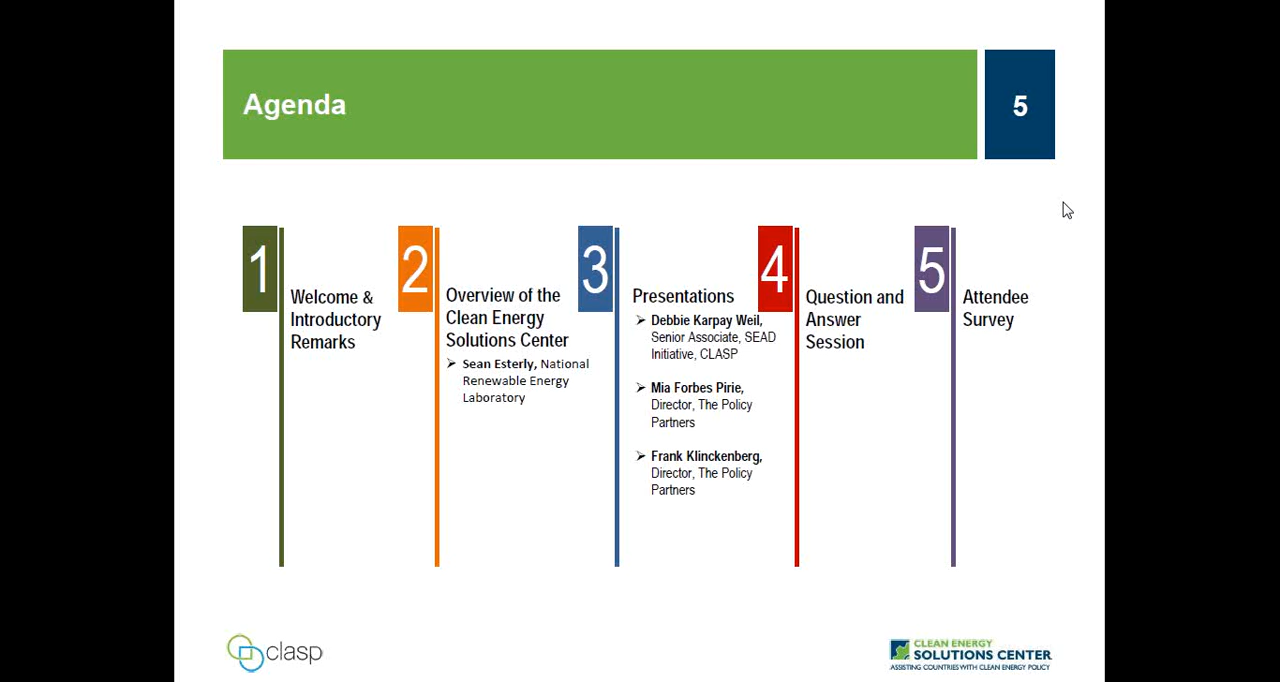 Agenda
5
1
Welcome &
Introductory
Remarks
2
Overview of the
Clean Energy
Solutions Center
➢ Sean Esterly, National
Renewable Energy
Laboratory
3
Presentations
➢ Debbie Karpay Weil,
Senior Associate, SEAD
Initiative, CLASP
➢ Mia Forbes Pirie,
Director, The Policy
Partners
➢ Frank Klinckenberg,
Director, The Policy
Partners
4
Question and
Answer
Session
5
Attendee
Survey
clasp
CLEAN ENERGY
SOLUTIONS CENTER
ASSISTING COUNTRIES WITH CLEAN ENERGY POLICY